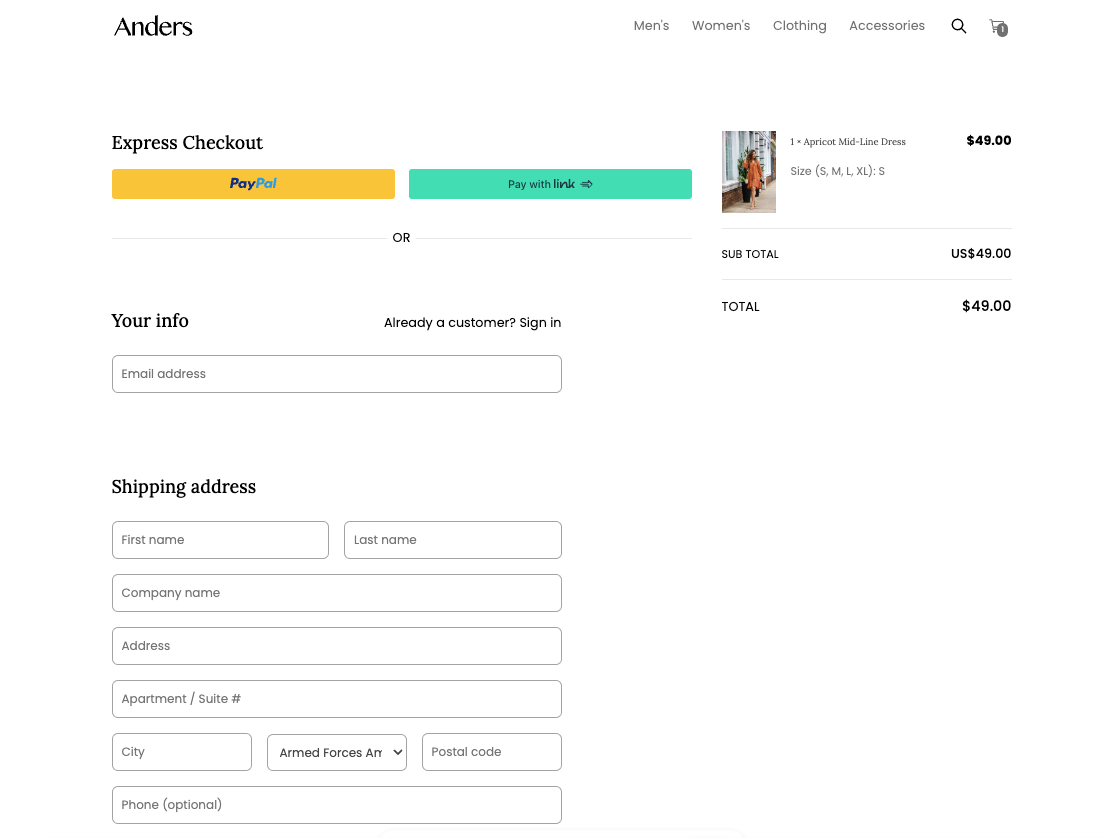 Anders
Men's Women's Clothing Accessories 1
Express Checkout
PayPal
Pay with link
OR
Your info
Already a customer? Sign in
Email address
Shipping address
First name
Last name
Company name
Address
Apartment / Suite #
City
Armed Forces Am
Postal code
Phone (optional)
1 × Apricot Mid-Line Dress $49.00
Size (S, M, L, XL): S
SUB TOTAL US$49.00
TOTAL $49.00